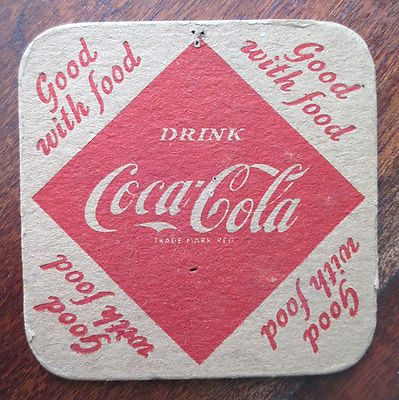 Good
with food
Good
with food
DRINK
Coca-Cola
TRADE MARK REG.
Good
with food
Good
with food